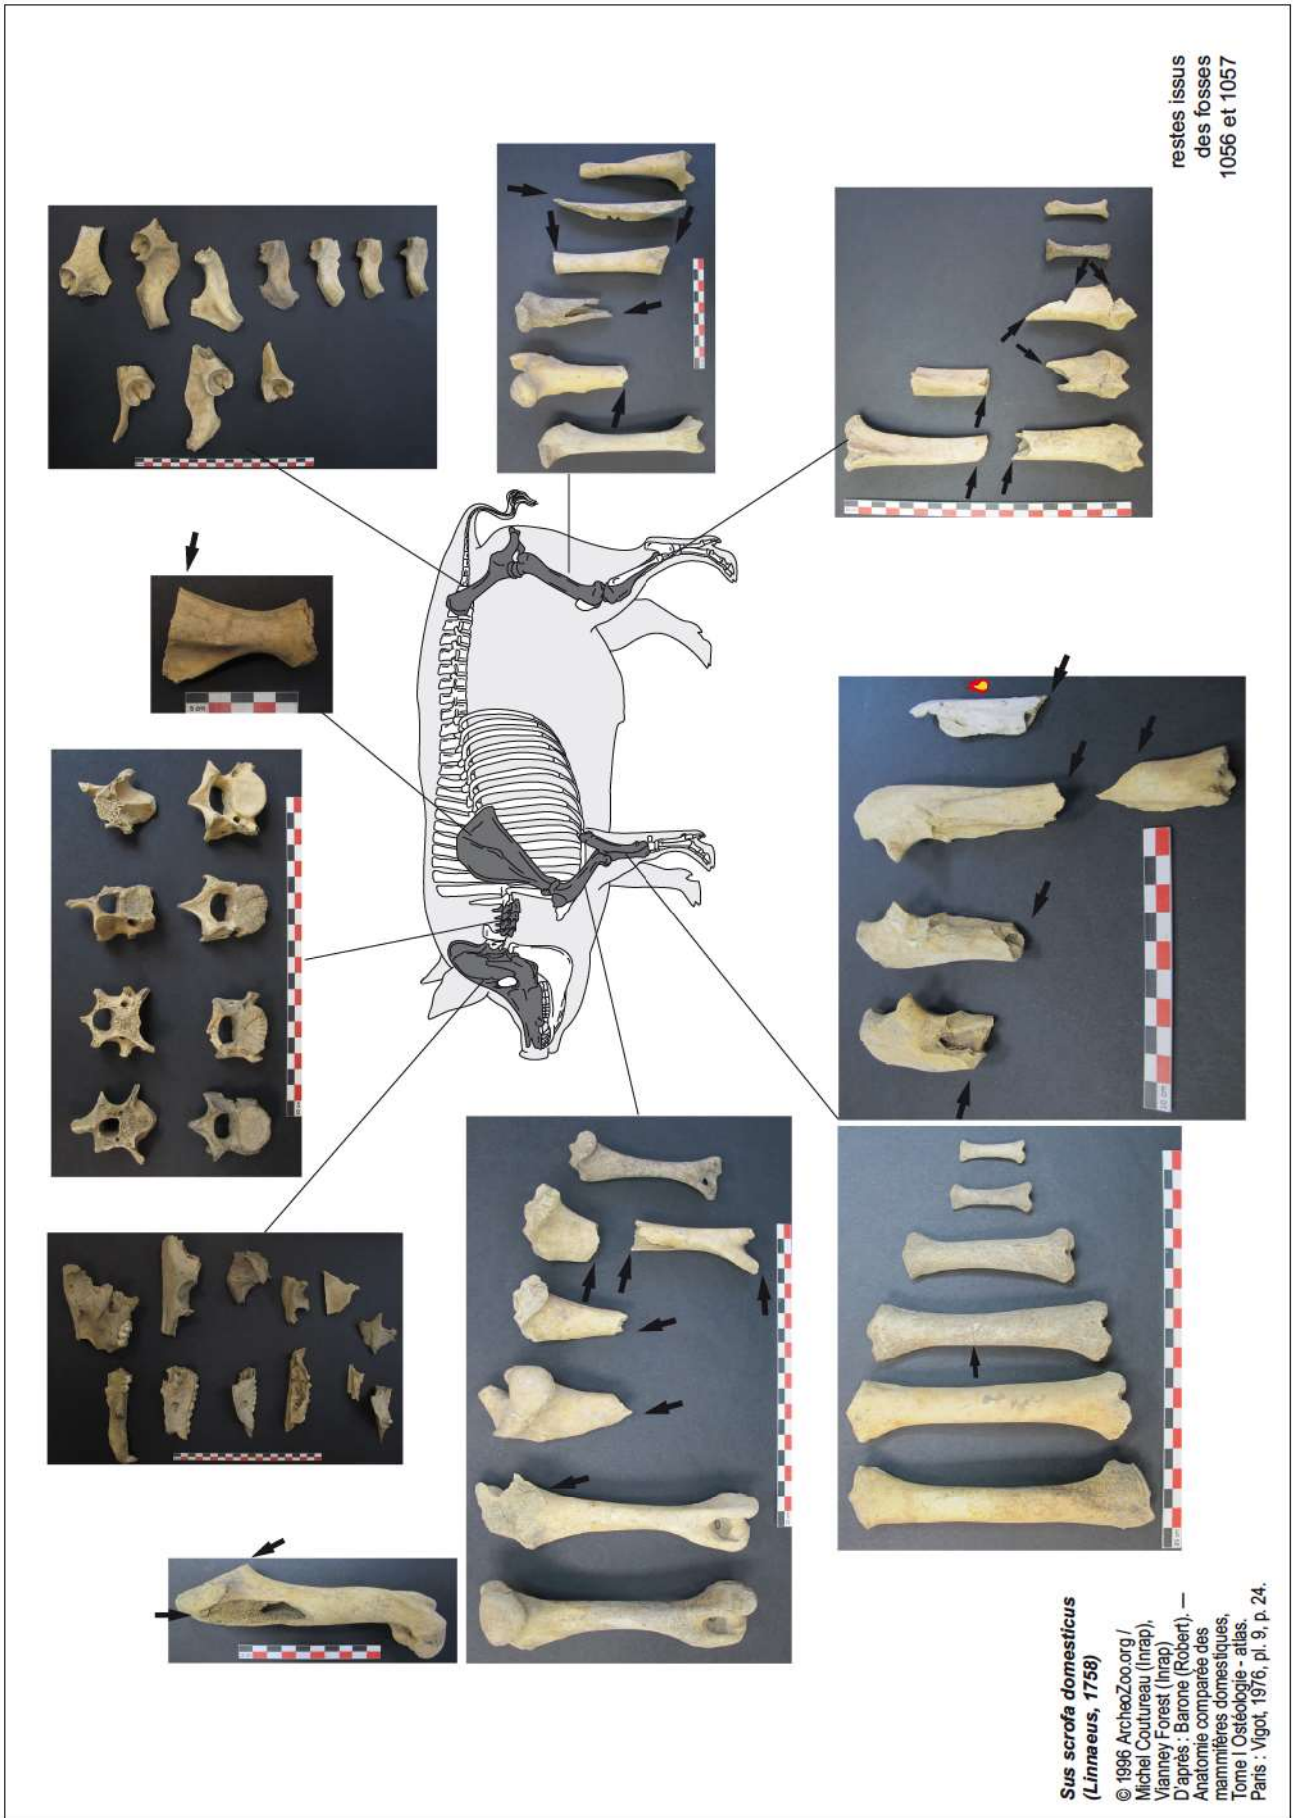 restes issus
des fosses
1056 et 1057
Sus scrofa domesticus
(Linnaeus, 1758)
© 1996 ArcheoZoo.org /
Michel Coutureau (Inrap),
Vianney Forest (Inrap)
D'après : Barone (Robert). —
Anatomie comparée des
mammifères domestiques,
Tome I Ostéologie - atlas.
Paris : Vigot, 1976, pl. 9, p. 24.
5 cm
10 cm